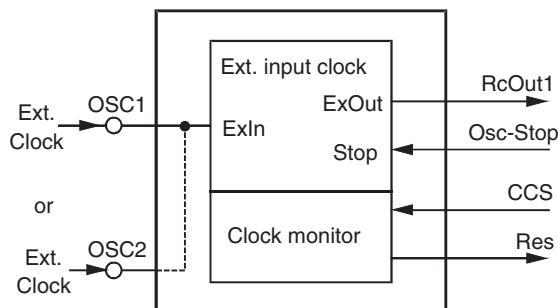 Ext. input clock
RcOut1
OSC1
Ext.
Clock
ExOut
ExIn
Osc-Stop
Stop
or
CCS
OSC2
Ext.
Clock
Clock monitor
Res